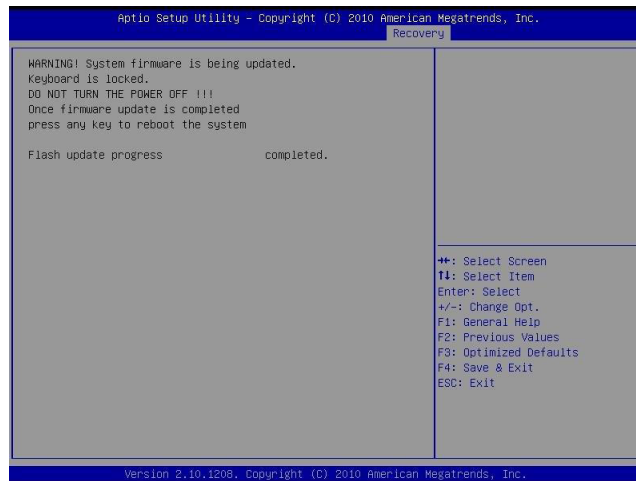 Aptio Setup Utility – Copyright (C) 2010 American Megatrends, Inc.
Recovery
WARNING! System firmware is being updated.
Keyboard is locked.
DO NOT TURN THE POWER OFF !!!
Once firmware update is completed
press any key to reboot the system
Flash update progress completed.
→←: Select Screen
↑↓: Select Item
Enter: Select
+/-: Change Opt.
F1: General Help
F2: Previous Values
F3: Optimized Defaults
F4: Save & Exit
ESC: Exit
Version 2.10.1208. Copyright (C) 2010 American Megatrends, Inc.